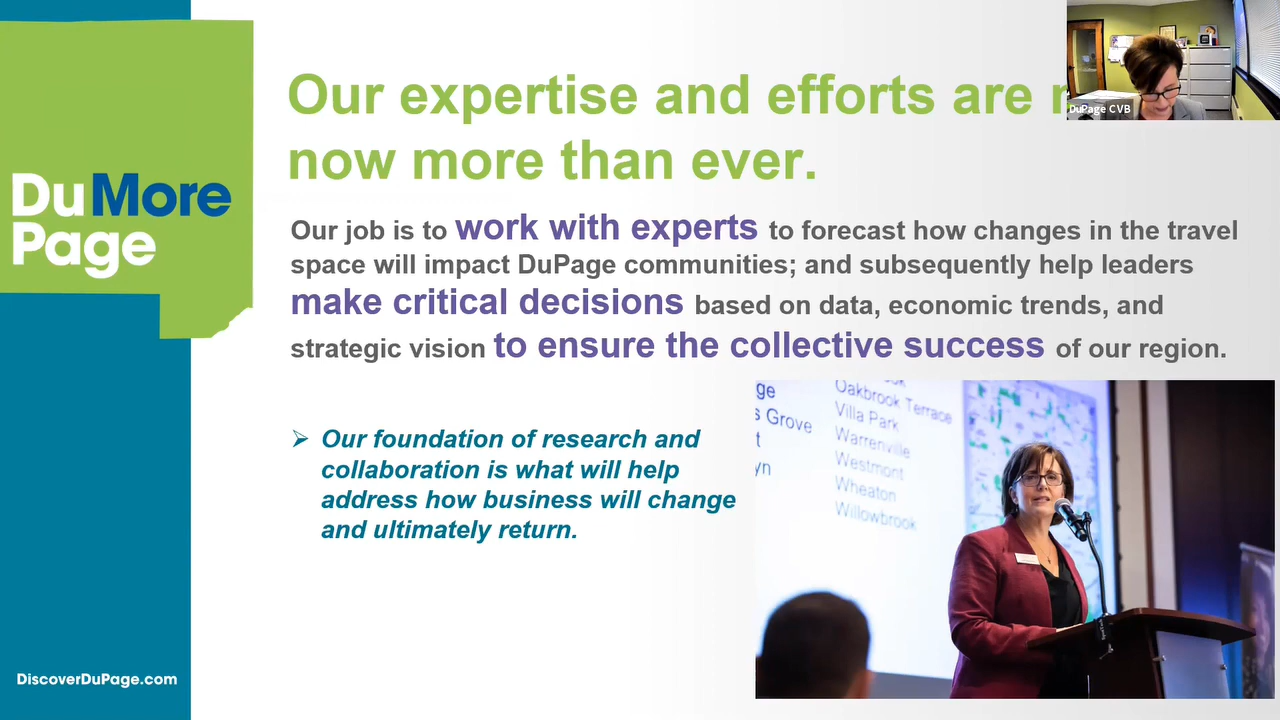 Our expertise and efforts are
now more than ever.
DuPage CVB
DuMore
Page
Our job is to work with experts to forecast how changes in the travel
space will impact DuPage communities; and subsequently help leaders
make critical decisions based on data, economic trends, and
strategic vision to ensure the collective success of our region.
➢ Our foundation of research and
collaboration is what will help
address how business will change
and ultimately return.
Grove
Oakbrook Terrace
Villa Park
Warrenville
Westmont
Wheaton
Willowbrook
DiscoverDuPage.com